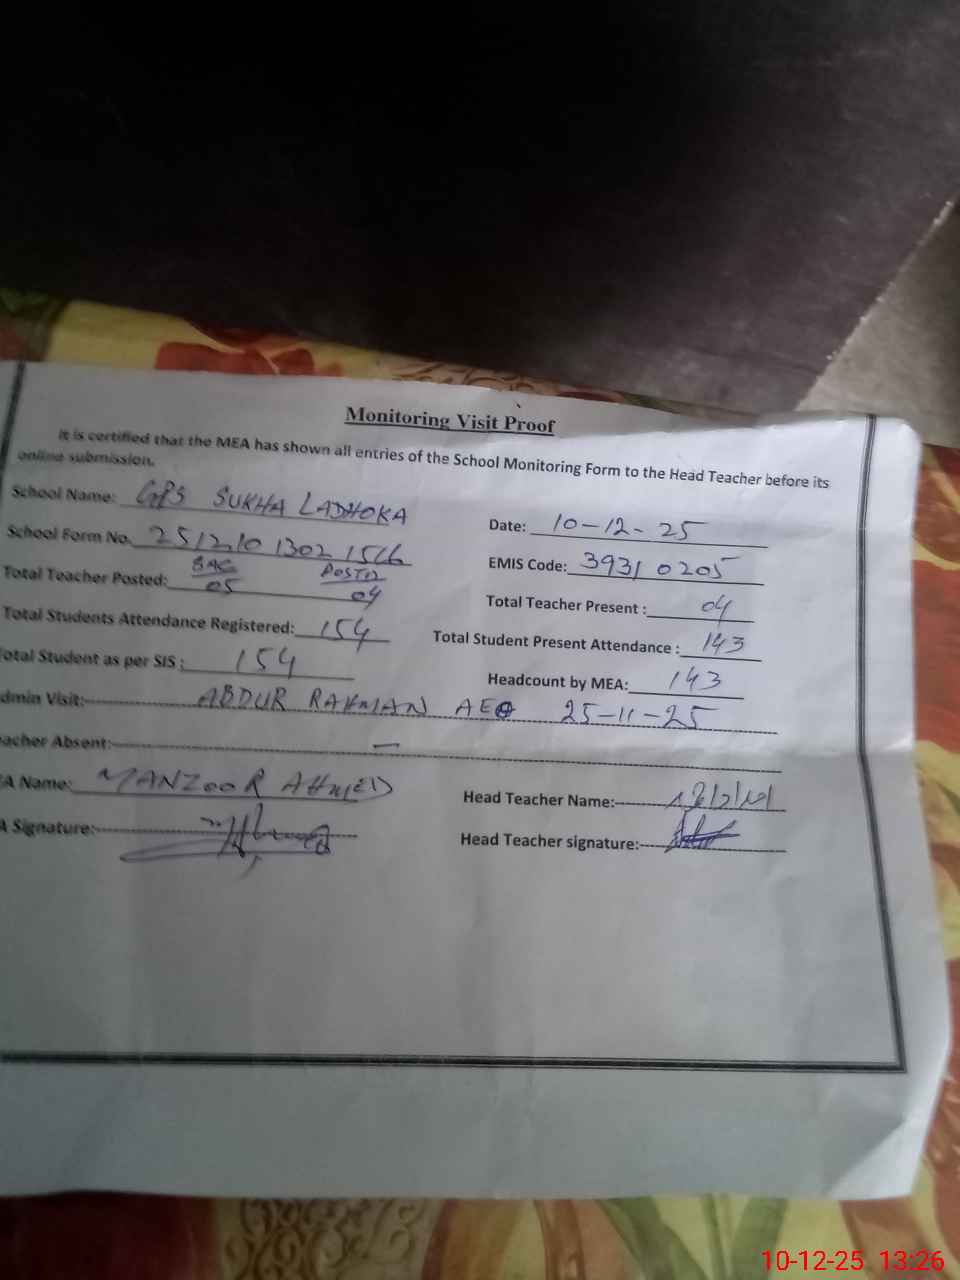 Monitoring Visit Proof
It is certified that the MEA has shown all entries of the School Monitoring Form to the Head Teacher before its
online submission.
School Name: GPS SUKHA LADHOKA
Date: 10-12-25
School Form No.
EMIS Code: 39310205
Total Teacher Posted: SAC 05 POSTED 04
Total Teacher Present : 04
Total Students Attendance Registered: 154
Total Student Present Attendance : 143
otal Student as per SIS : 154
Headcount by MEA: 143
dmin Visit: ABDUR RAHMAN AEO 25-11-25
eacher Absent: —
A Name: MANZOOR AHMED
Head Teacher Name:
A Signature:
Head Teacher signature:
10-12-25 13:26